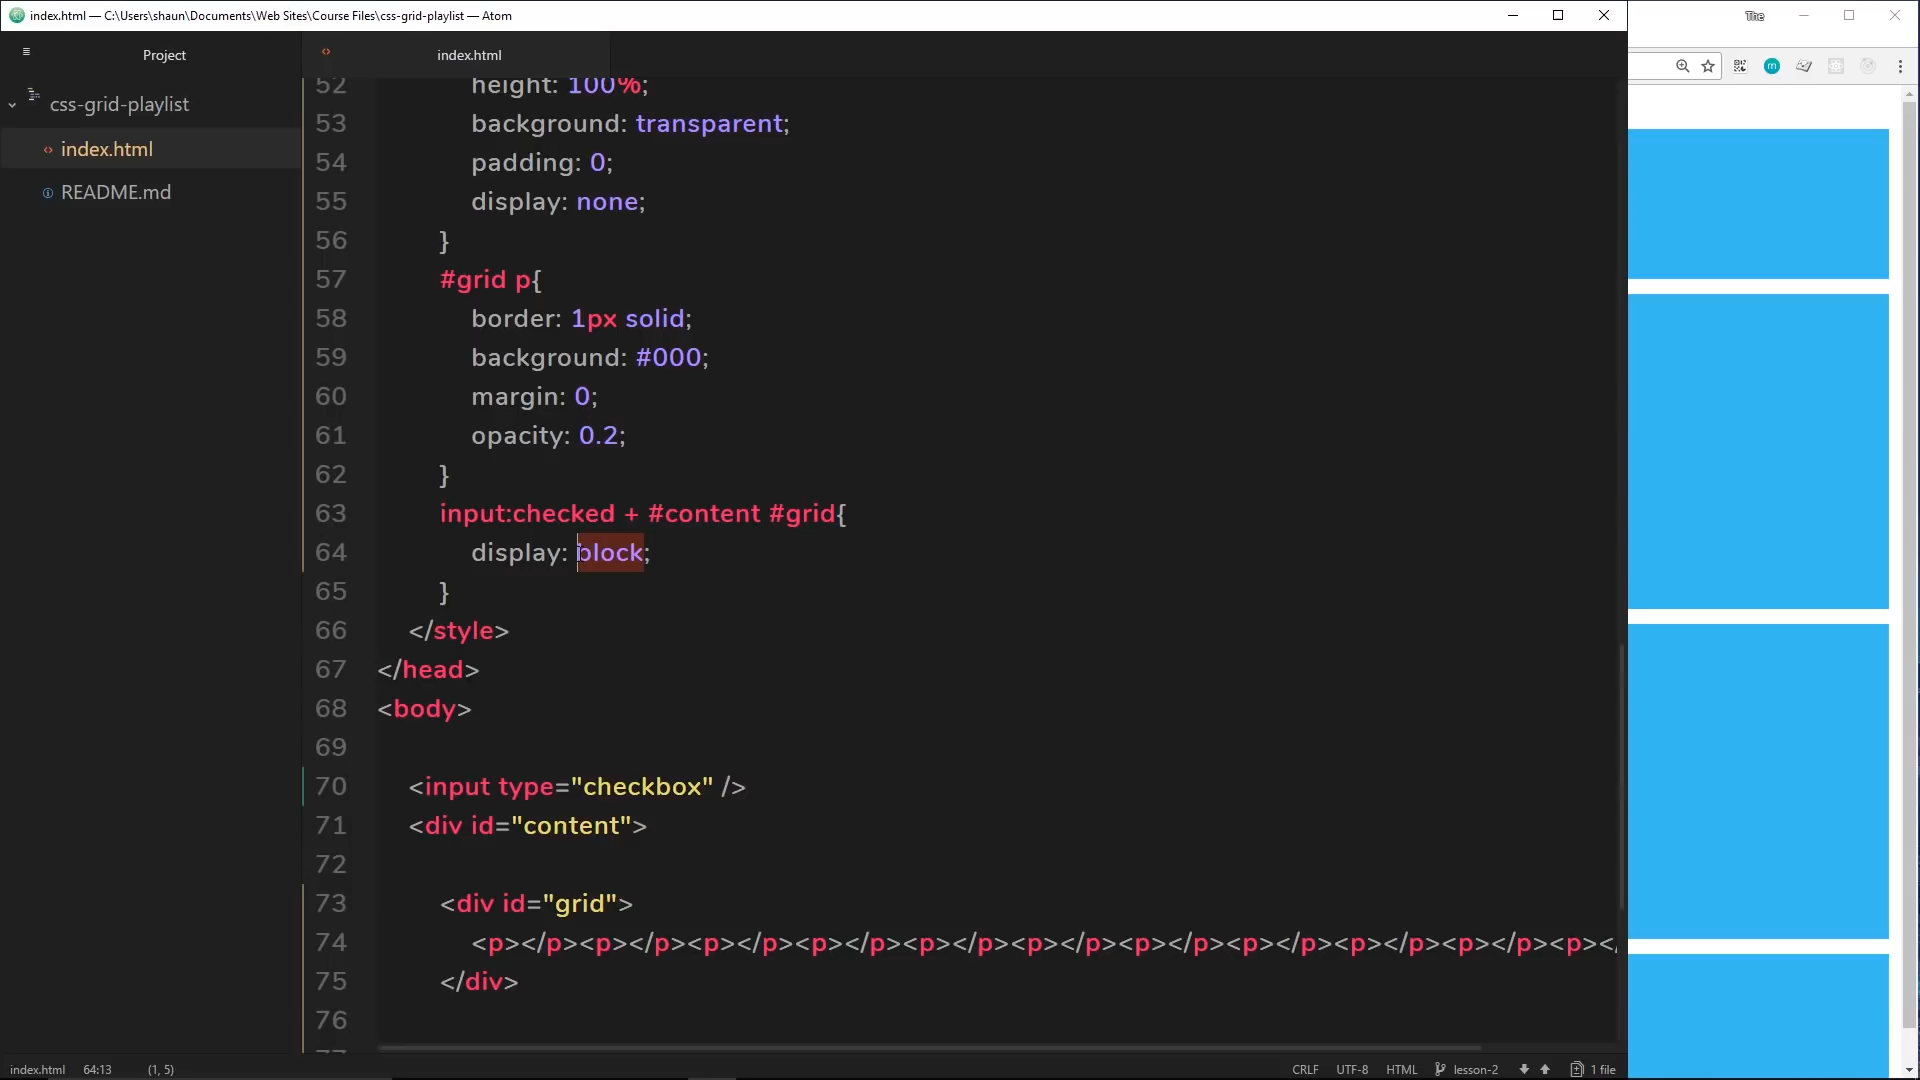 index.html — C:\Users\shaun\Documents\Web Sites\Course Files\css-grid-playlist — Atom
The
Project
index.html
css-grid-playlist
index.html
README.md
52 height: 100%;
53 background: transparent;
54 padding: 0;
55 display: none;
56 }
57 #grid p{
58 border: 1px solid;
59 background: #000;
60 margin: 0;
61 opacity: 0.2;
62 }
63 input:checked + #content #grid{
64 display: block;
65 }
66 </style>
67 </head>
68 <body>
69
70 <input type="checkbox" />
71 <div id="content">
72
73 <div id="grid">
74 <p></p><p></p><p></p><p></p><p></p><p></p><p></p><p></p><p></p><p></p><p></
75 </div>
76
77
index.html 64:13 (1, 5) CRLF UTF-8 HTML lesson-2 1 file